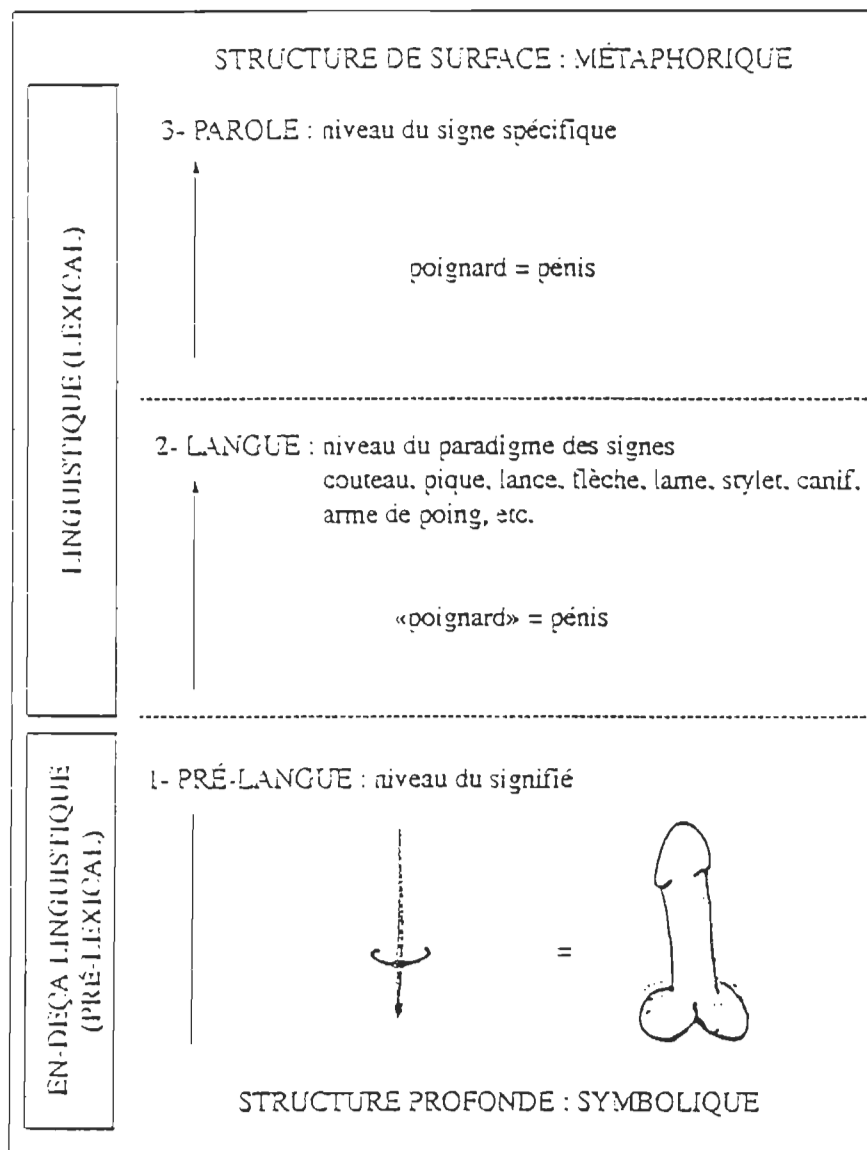 STRUCTURE DE SURFACE : MÉTAPHORIQUE
LINGUISTIQUE (LEXICAL)
3- PAROLE : niveau du signe spécifique
poignard = pénis
2- LANGUE : niveau du paradigme des signes
couteau, pique, lance, flèche, lame, stylet, canif,
arme de poing, etc.
«poignard» = pénis
EN-DEÇA LINGUISTIQUE
(PRÉ-LEXICAL)
1- PRÉ-LANGUE : niveau du signifié
=
STRUCTURE PROFONDE : SYMBOLIQUE